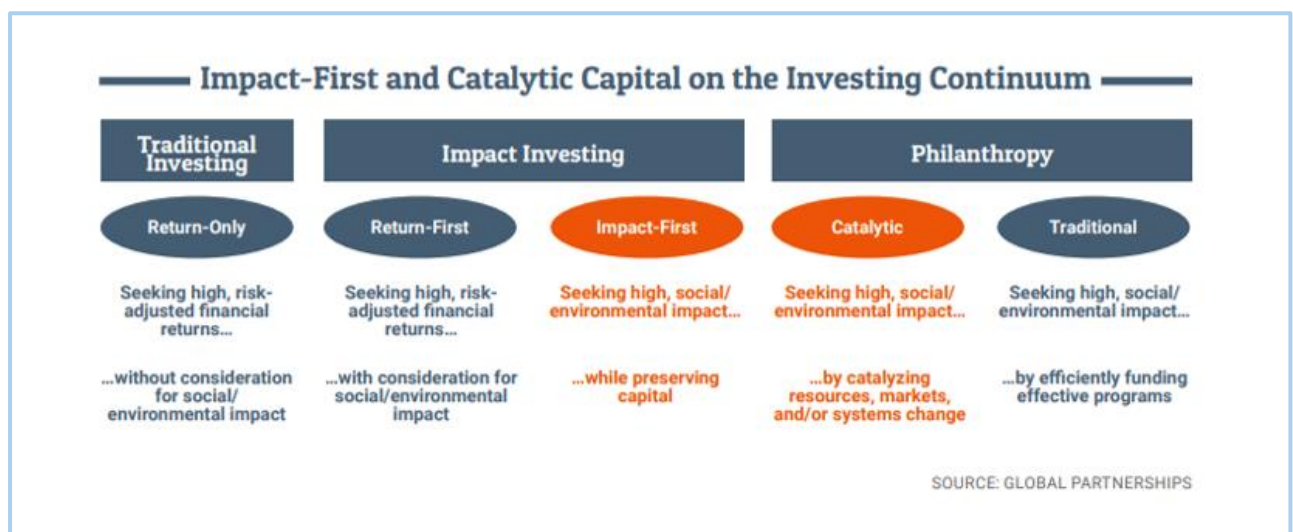 Impact-First and Catalytic Capital on the Investing Continuum
Traditional
Investing
Impact Investing
Philanthropy
Return-Only
Return-First
Impact-First
Catalytic
Traditional
Seeking high, risk-
adjusted financial
returns...
Seeking high, risk-
adjusted financial
returns...
Seeking high, social/
environmental impact...
Seeking high, social/
environmental impact...
Seeking high, social/
environmental impact...
...without consideration
for social/
environmental impact
...with consideration for
social/environmental
impact
...while preserving
capital
...by catalyzing
resources, markets,
and/or systems change
...by efficiently funding
effective programs
SOURCE: GLOBAL PARTNERSHIPS